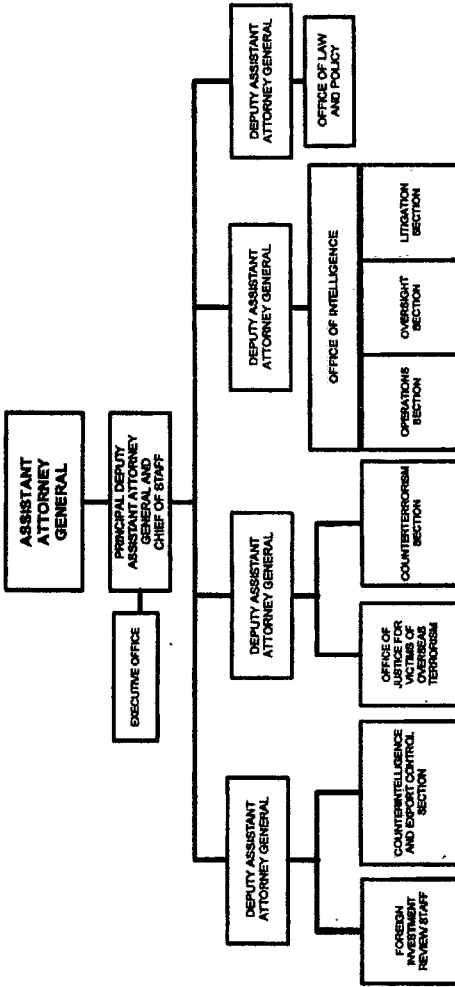 ASSISTANT
ATTORNEY
GENERAL
PRINCIPAL DEPUTY
ASSISTANT ATTORNEY
GENERAL AND
CHIEF OF STAFF
EXECUTIVE OFFICE
DEPUTY ASSISTANT
ATTORNEY GENERAL
DEPUTY ASSISTANT
ATTORNEY GENERAL
DEPUTY ASSISTANT
ATTORNEY GENERAL
DEPUTY ASSISTANT
ATTORNEY GENERAL
FOREIGN
INVESTMENT
REVIEW STAFF
COUNTERINTELLIGENCE
AND EXPORT CONTROL
SECTION
OFFICE OF
JUSTICE FOR
VICTIMS OF
OVERSEAS
TERRORISM
COUNTERTERRORISM
SECTION
OFFICE OF INTELLIGENCE
OPERATIONS
SECTION
OVERSIGHT
SECTION
LITIGATION
SECTION
OFFICE OF LAW
AND POLICY